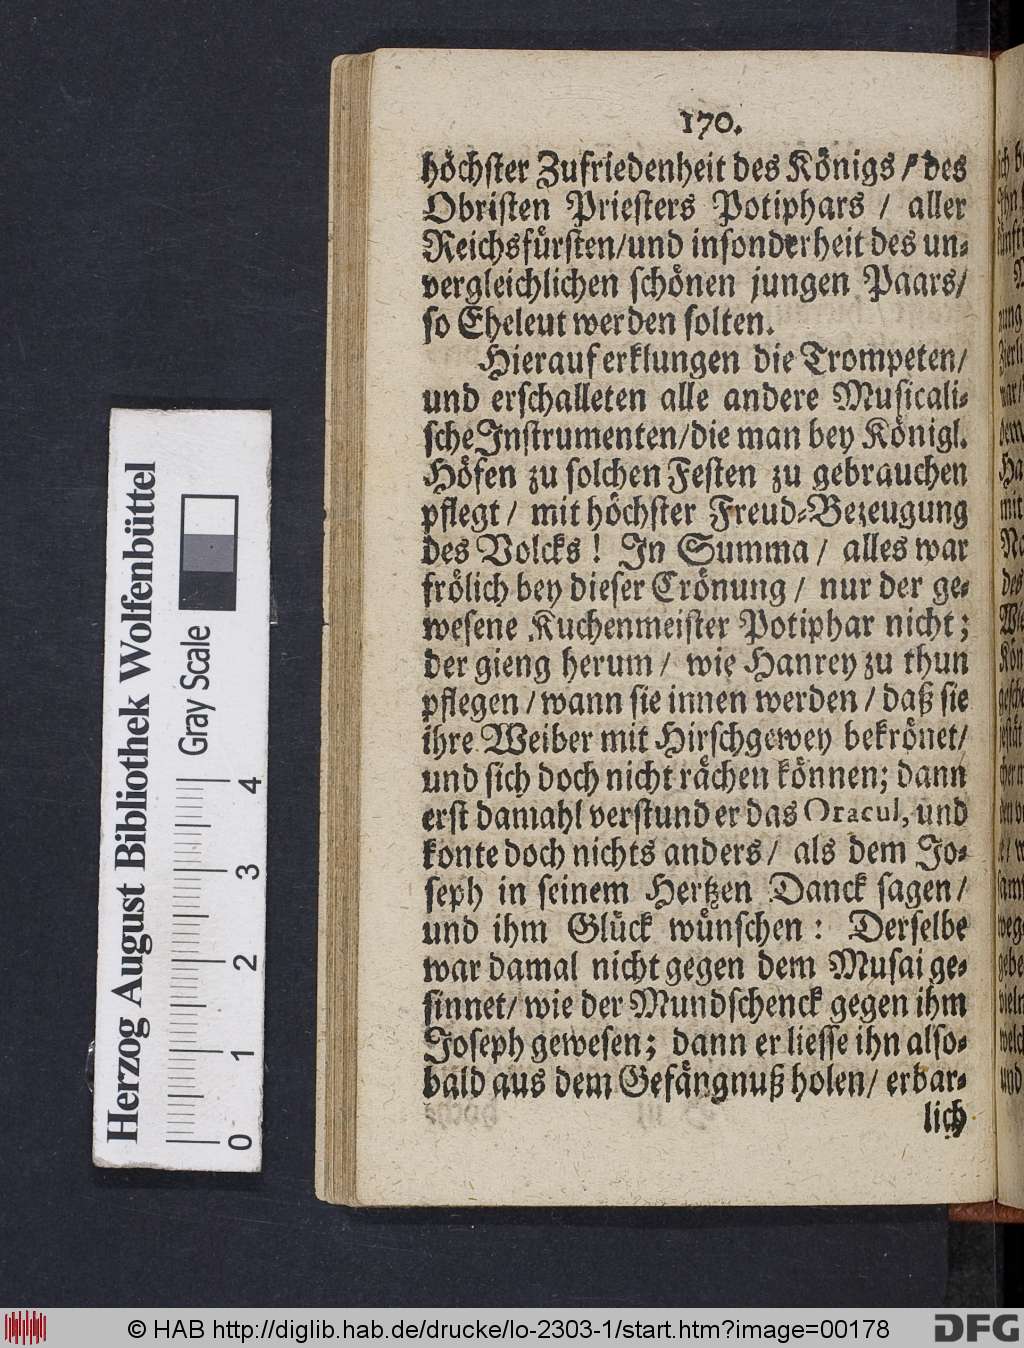 170.
höchster Zufriedenheit des Königs / des
Obristen Priesters Potiphars / aller
Reichsfürsten/und insonderheit des un-
vergleichlichen schönen jungen Paars/
so Eheleut werden solten.
Hierauf erklungen die Trompeten/
und erschalleten alle andere Musicali-
sche Instrumenten/die man bey Königl.
Höfen zu solchen Festen zu gebrauchen
pflegt / mit höchster Freud-Bezeugung
des Volcks ! In Summa / alles war
frölich bey dieser Crönung / nur der ge-
wesene Kuchenmeister Potiphar nicht;
der gieng herum / wie Hanrey zu thun
pflegen / wann sie innen werden / daß sie
ihre Weiber mit Hirschgewey bekrönet/
und sich doch nicht rächen können; dann
erst damahl verstund er das Oracul, und
konte doch nichts anders / als dem Jo-
seph in seinem Hertzen Danck sagen /
und ihm Glück wünschen : Derselbe
war damal nicht gegen dem Musai ge-
sinnet/ wie der Mundschenck gegen ihm
Joseph gewesen; dann er liesse ihn also-
bald aus dem Gefängnuß holen / erbar-
lich
Herzog August Bibliothek Wolfenbüttel
Gray Scale
0 1 2 3 4
© HAB http://diglib.hab.de/drucke/lo-2303-1/start.htm?image=00178
DFG